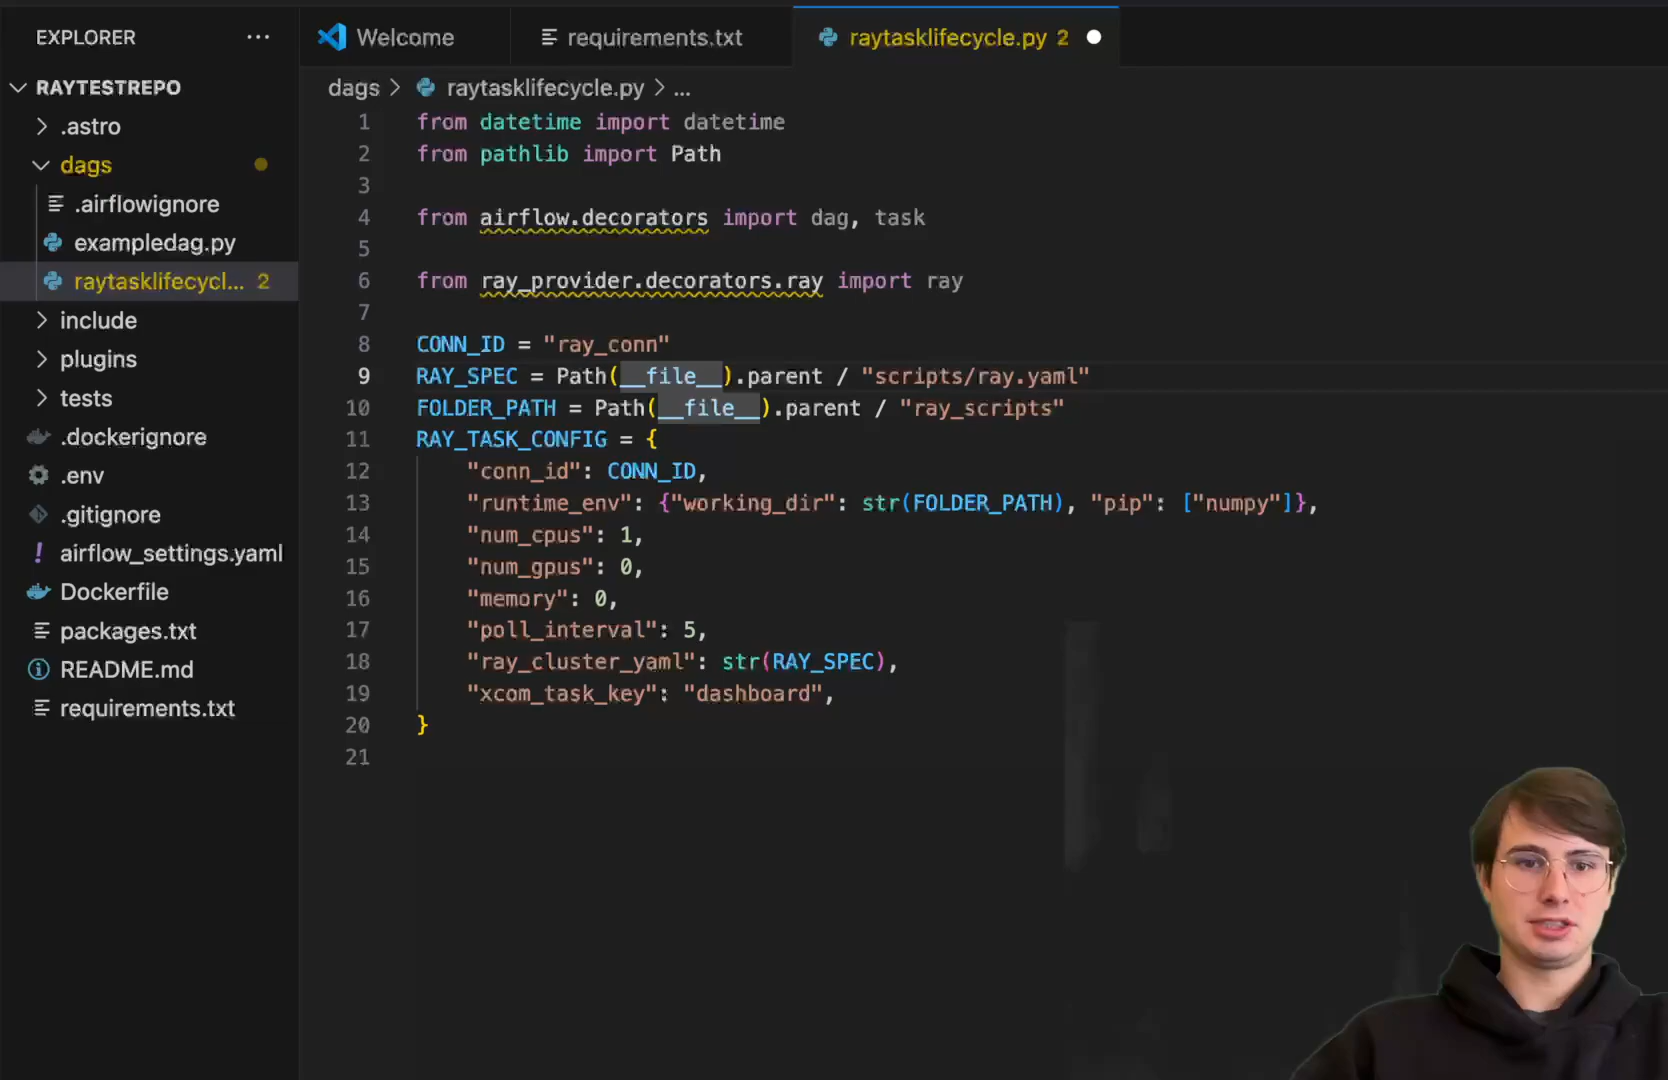 EXPLORER ...
RAYTESTREPO
.astro
dags
.airflowignore
exampledag.py
raytasklifecycl... 2
include
plugins
tests
.dockerignore
.env
.gitignore
airflow_settings.yaml
Dockerfile
packages.txt
README.md
requirements.txt
Welcome
requirements.txt
raytasklifecycle.py 2
dags > raytasklifecycle.py > ...
1 from datetime import datetime
2 from pathlib import Path
3
4 from airflow.decorators import dag, task
5
6 from ray_provider.decorators.ray import ray
7
8 CONN_ID = "ray_conn"
9 RAY_SPEC = Path(__file__).parent / "scripts/ray.yaml"
10 FOLDER_PATH = Path(__file__).parent / "ray_scripts"
11 RAY_TASK_CONFIG = {
12 "conn_id": CONN_ID,
13 "runtime_env": {"working_dir": str(FOLDER_PATH), "pip": ["numpy"]},
14 "num_cpus": 1,
15 "num_gpus": 0,
16 "memory": 0,
17 "poll_interval": 5,
18 "ray_cluster_yaml": str(RAY_SPEC),
19 "xcom_task_key": "dashboard",
20 }
21